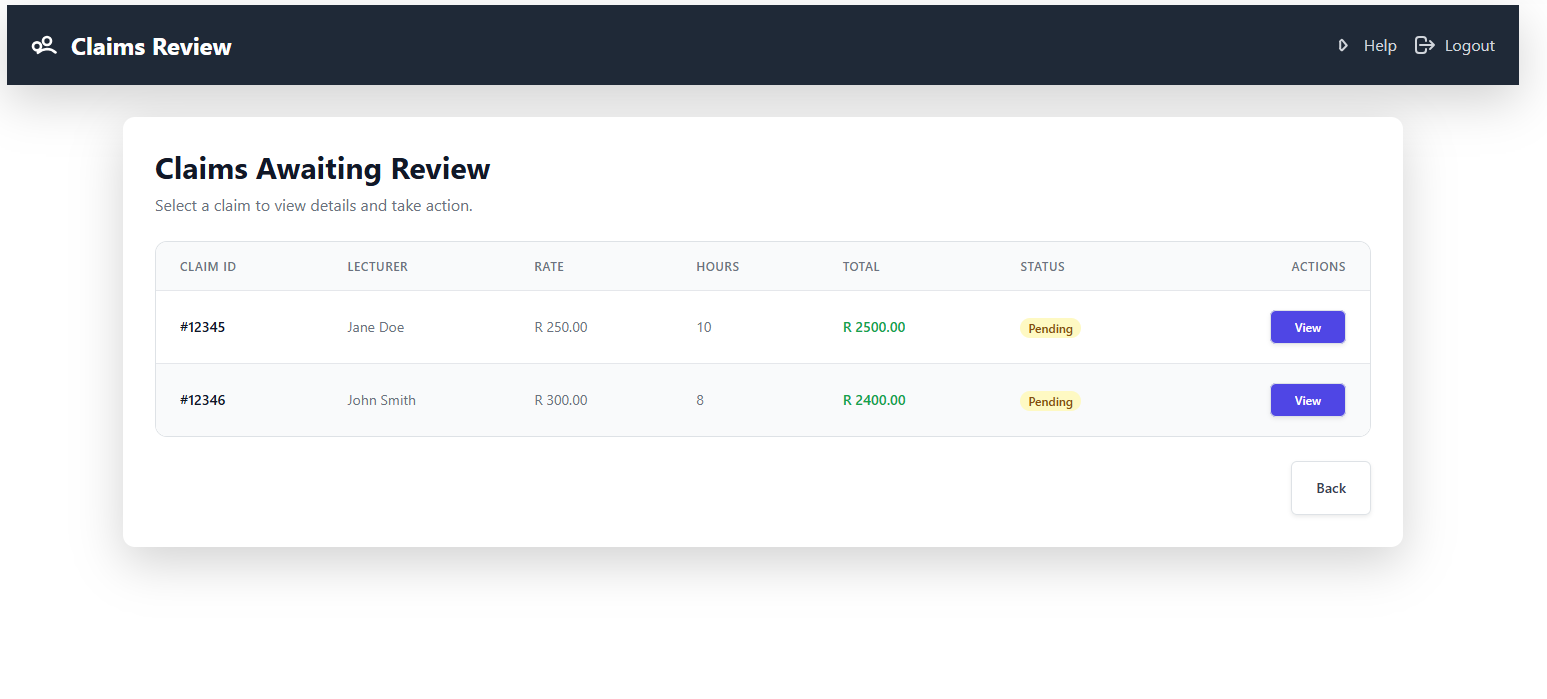 Claims Review
Help Logout
Claims Awaiting Review
Select a claim to view details and take action.
CLAIM ID LECTURER RATE HOURS TOTAL STATUS ACTIONS
#12345 Jane Doe R 250.00 10 R 2500.00 Pending View
#12346 John Smith R 300.00 8 R 2400.00 Pending View
Back